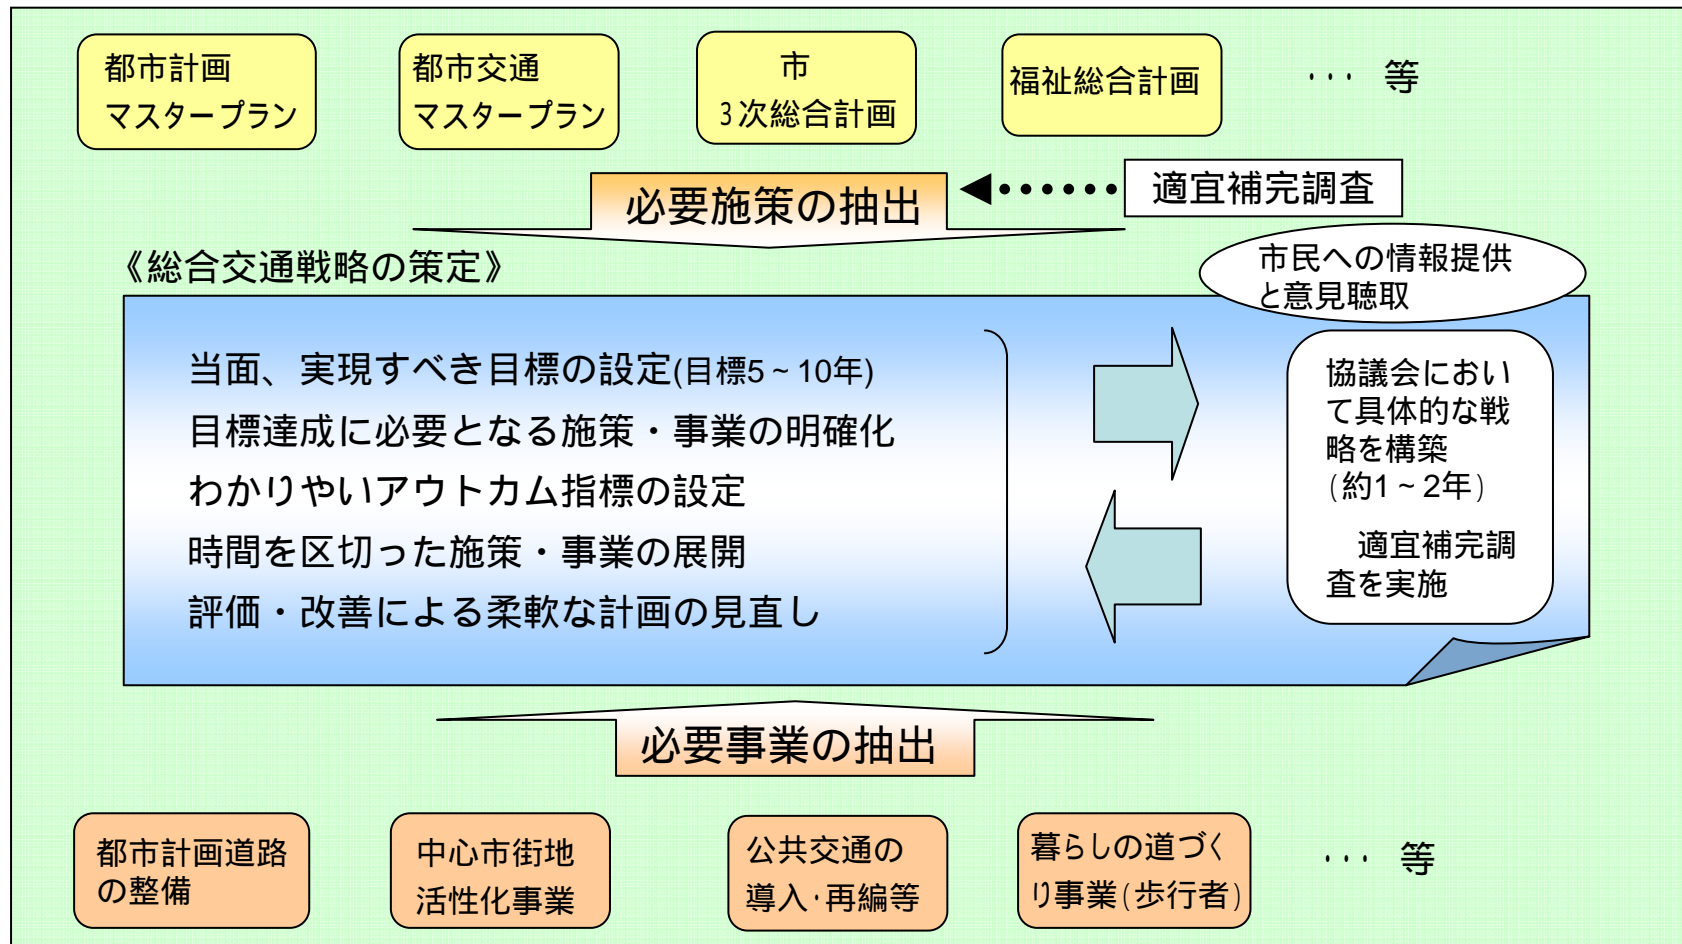 都市計画
マスタープラン
都市交通
マスタープラン
市
3次総合計画
福祉総合計画
··· 等
必要施策の抽出
適宜補完調査
《総合交通戦略の策定》
市民への情報提供
と意見聴取
当面、実現すべき目標の設定(目標5~10年)
目標達成に必要となる施策・事業の明確化
わかりやいアウトカム指標の設定
時間を区切った施策・事業の展開
評価・改善による柔軟な計画の見直し
協議会におい
て具体的な戦
略を構築
(約1~2年)
適宜補完調
査を実施
必要事業の抽出
都市計画道路
の整備
中心市街地
活性化事業
公共交通の
導入·再編等
暮らしの道づく
り事業(歩行者)
··· 等